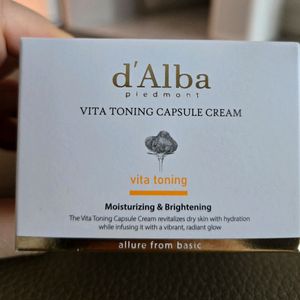 d'Alba
piedmont
VITA TONING CAPSULE CREAM
vita toning
Moisturizing & Brightening
The Vita Toning Capsule Cream revitalizes dry skin with hydration
while infusing it with a vibrant, radiant glow
allure from basic